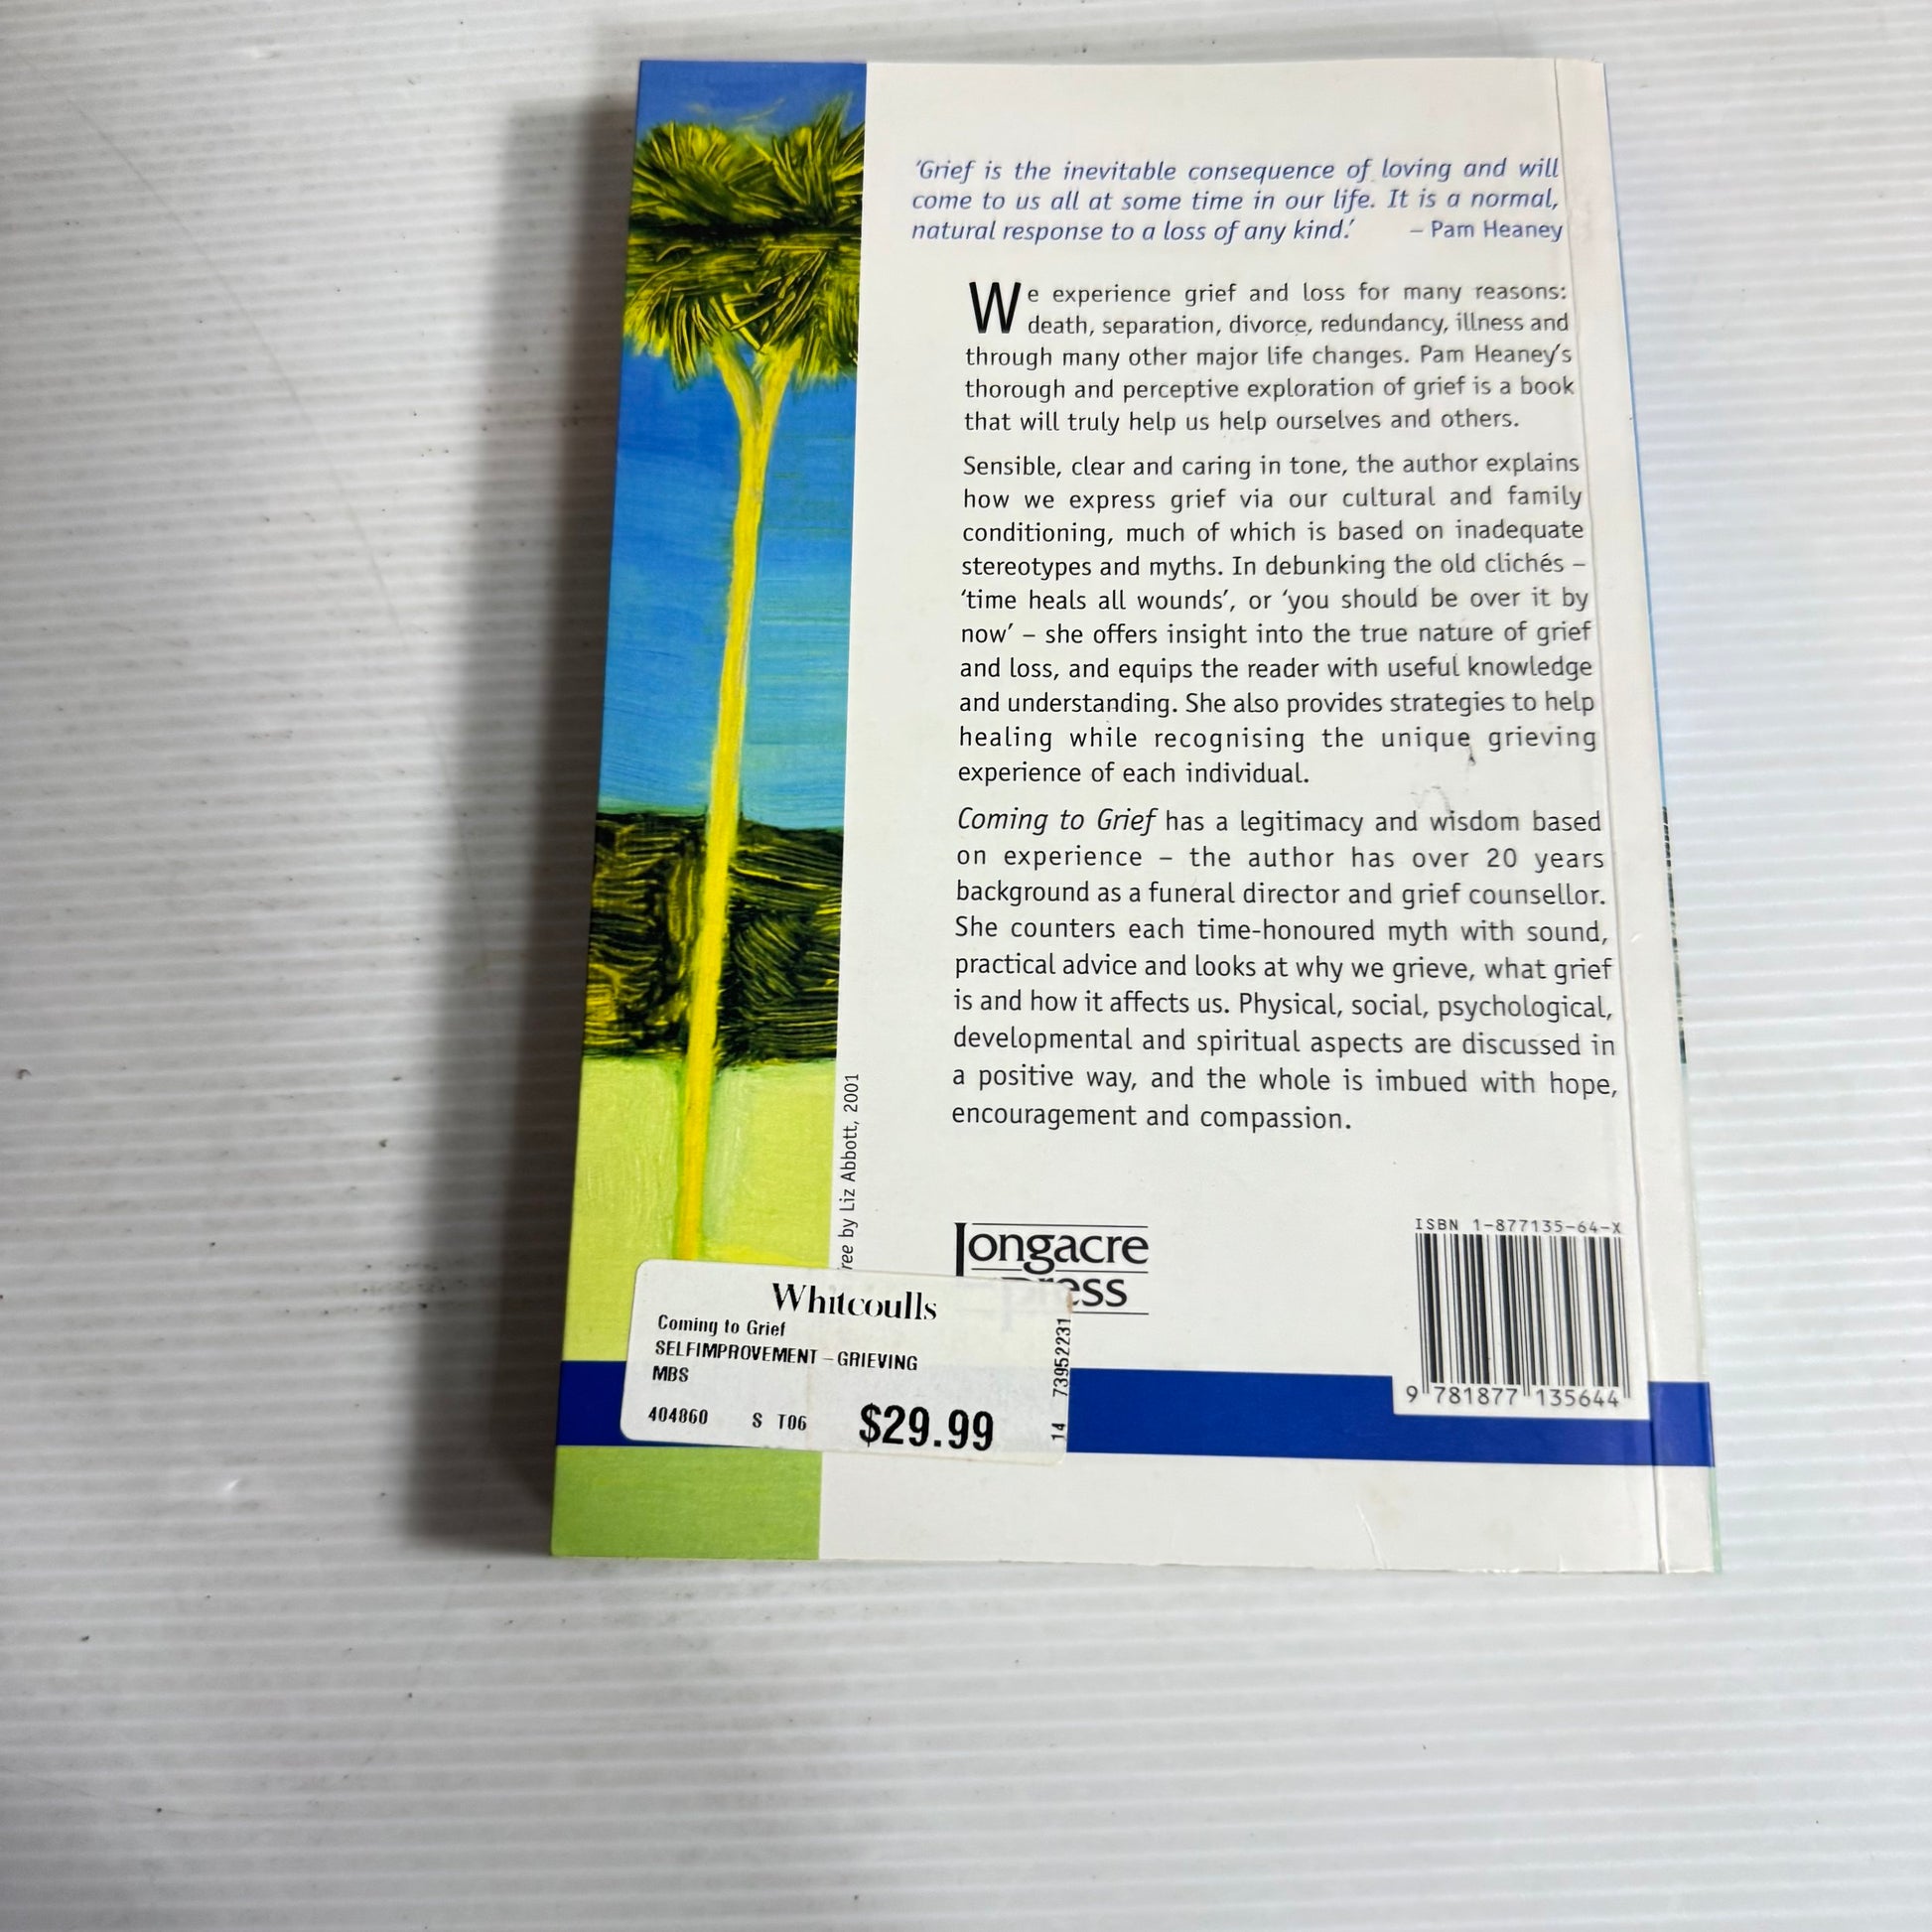 'Grief is the inevitable consequence of loving and will
come to us all at some time in our life. It is a normal,
natural response to a loss of any kind.' – Pam Heaney
We experience grief and loss for many reasons:
death, separation, divorce, redundancy, illness and
through many other major life changes. Pam Heaney's
thorough and perceptive exploration of grief is a book
that will truly help us help ourselves and others.
Sensible, clear and caring in tone, the author explains
how we express grief via our cultural and family
conditioning, much of which is based on inadequate
stereotypes and myths. In debunking the old clichés –
'time heals all wounds', or 'you should be over it by
now' – she offers insight into the true nature of grief
and loss, and equips the reader with useful knowledge
and understanding. She also provides strategies to help
healing while recognising the unique grieving
experience of each individual.
Coming to Grief has a legitimacy and wisdom based
on experience – the author has over 20 years
background as a funeral director and grief counsellor.
She counters each time-honoured myth with sound,
practical advice and looks at why we grieve, what grief
is and how it affects us. Physical, social, psychological,
developmental and spiritual aspects are discussed in
a positive way, and the whole is imbued with hope,
encouragement and compassion.
by Liz Abbott, 2001
longacre
press
ISBN 1-877135-64-X
9 781877 135644
Whitcoulls
Coming to Grief
SELFIMPROVEMENT – GRIEVING
MBS
404860 S T06 $29.99
14 73952231